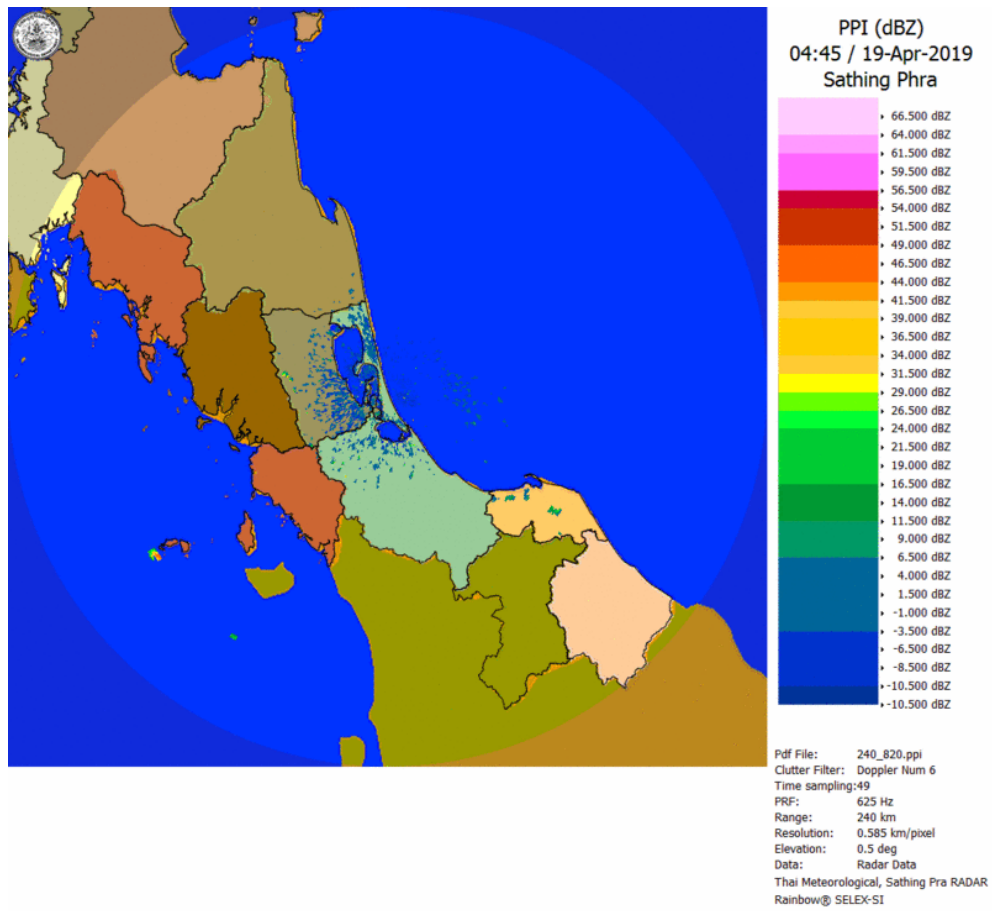 PPI (dBZ)
04:45 / 19-Apr-2019
Sathing Phra
66.500 dBZ
64.000 dBZ
61.500 dBZ
59.500 dBZ
56.500 dBZ
54.000 dBZ
51.500 dBZ
49.000 dBZ
46.500 dBZ
44.000 dBZ
41.500 dBZ
39.000 dBZ
36.500 dBZ
34.000 dBZ
31.500 dBZ
29.000 dBZ
26.500 dBZ
24.000 dBZ
21.500 dBZ
19.000 dBZ
16.500 dBZ
14.000 dBZ
11.500 dBZ
9.000 dBZ
6.500 dBZ
4.000 dBZ
1.500 dBZ
-1.000 dBZ
-3.500 dBZ
-6.500 dBZ
-8.500 dBZ
-10.500 dBZ
-10.500 dBZ
Pdf File: 240_820.ppi
Clutter Filter: Doppler Num 6
Time sampling:49
PRF: 625 Hz
Range: 240 km
Resolution: 0.585 km/pixel
Elevation: 0.5 deg
Data: Radar Data
Thai Meteorological, Sathing Pra RADAR
Rainbow® SELEX-SI